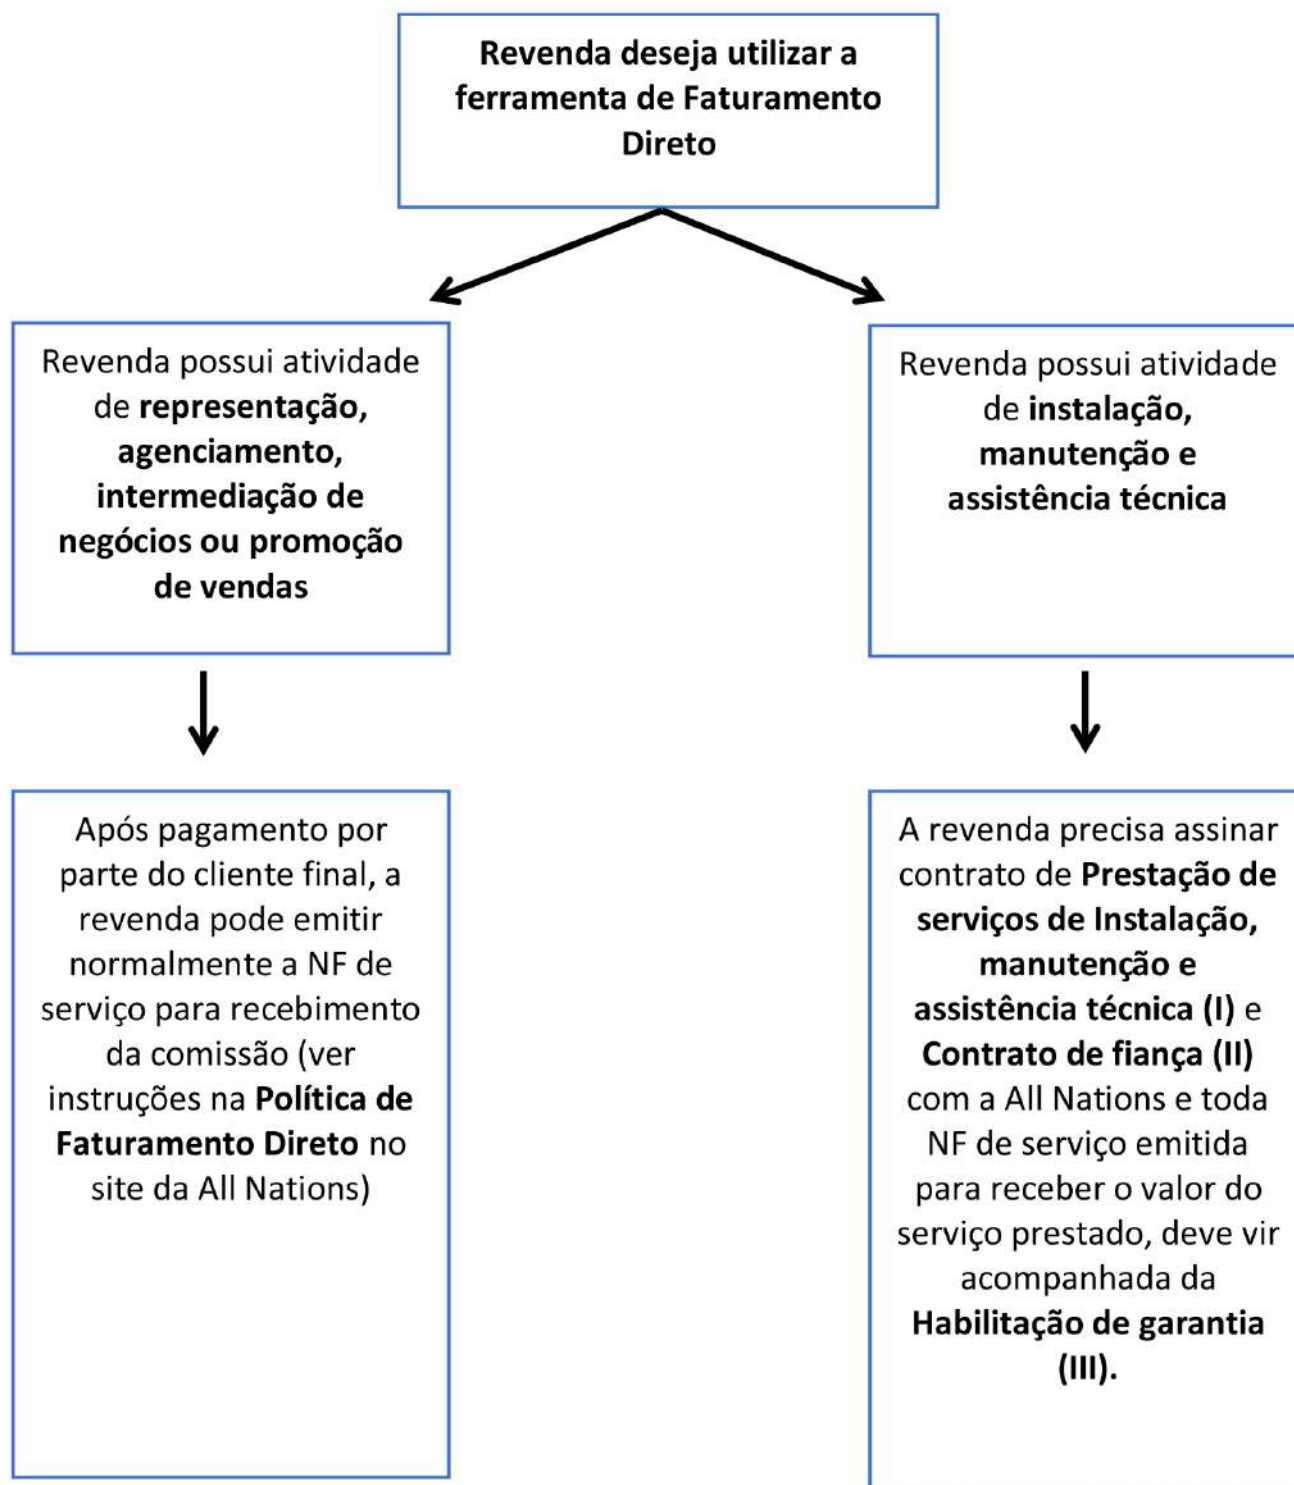 Revenda deseja utilizar a
ferramenta de Faturamento
Direto
Revenda possui atividade
de representação,
agenciamento,
intermediação de
negócios ou promoção
de vendas
Revenda possui atividade
de instalação,
manutenção e
assistência técnica
Após pagamento por
parte do cliente final, a
revenda pode emitir
normalmente a NF de
serviço para recebimento
da comissão (ver
instruções na Política de
Faturamento Direto no
site da All Nations)
A revenda precisa assinar
contrato de Prestação de
serviços de Instalação,
manutenção e
assistência técnica (I) e
Contrato de fiança (II)
com a All Nations e toda
NF de serviço emitida
para receber o valor do
serviço prestado, deve vir
acompanhada da
Habilitação de garantia
(III).